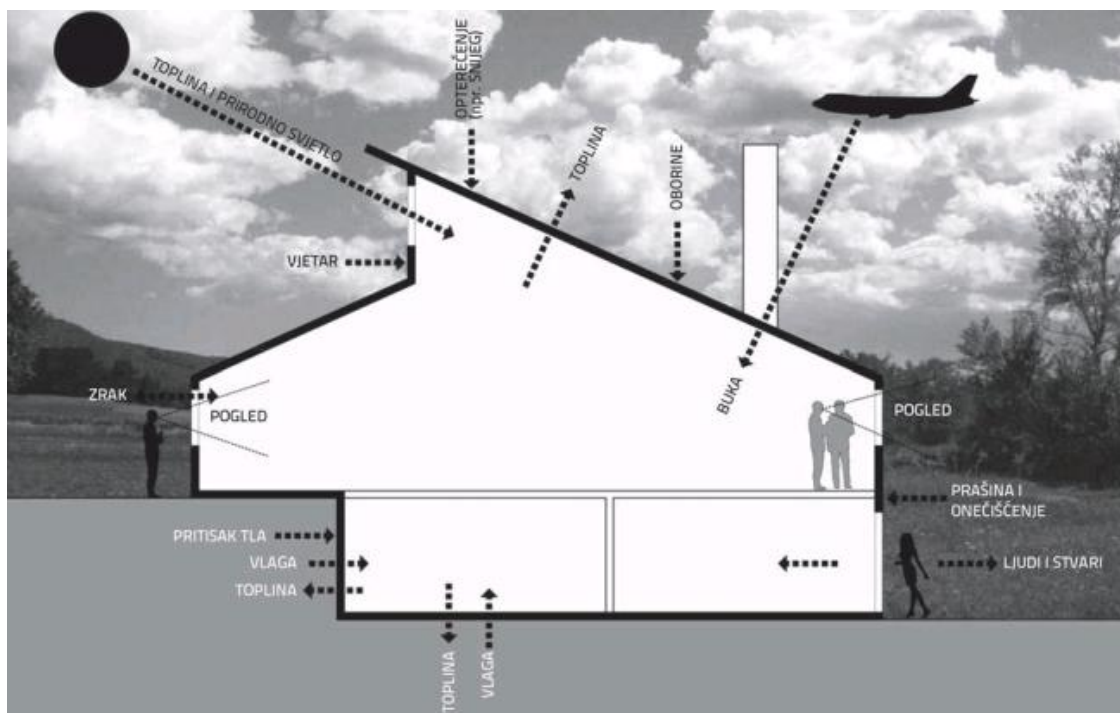 TOPLINA I PRIRODNO SVJETLO
OPTEREĆENJE
(npr. SNIJEG)
TOPLINA
OBORINE
VJETAR
ZRAK
POGLED
BUKA
POGLED
PRAŠINA I
ONEČIŠĆENJE
PRITISAK TLA
VLAGA
TOPLINA
LJUDI I STVARI
TOPLINA
VLAGA